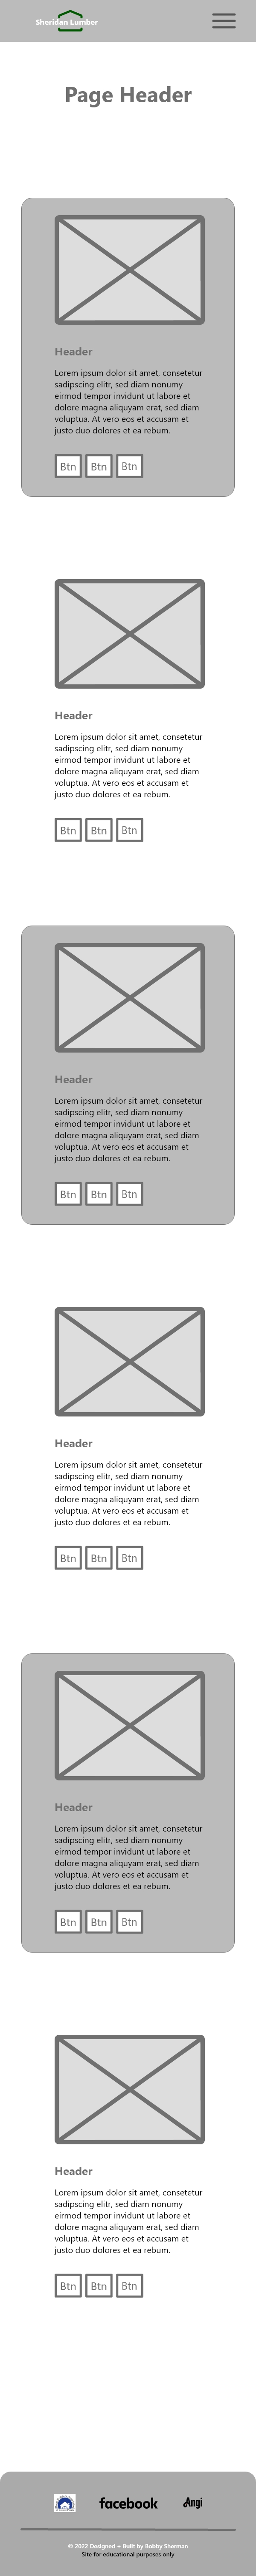 Sheridan Lumber
Page Header
Header
Lorem ipsum dolor sit amet, consetetur
sadipscing elitr, sed diam nonumy
eirmod tempor invidunt ut labore et
dolore magna aliquyam erat, sed diam
voluptua. At vero eos et accusam et
justo duo dolores et ea rebum.
Btn Btn Btn
Header
Lorem ipsum dolor sit amet, consetetur
sadipscing elitr, sed diam nonumy
eirmod tempor invidunt ut labore et
dolore magna aliquyam erat, sed diam
voluptua. At vero eos et accusam et
justo duo dolores et ea rebum.
Btn Btn Btn
Header
Lorem ipsum dolor sit amet, consetetur
sadipscing elitr, sed diam nonumy
eirmod tempor invidunt ut labore et
dolore magna aliquyam erat, sed diam
voluptua. At vero eos et accusam et
justo duo dolores et ea rebum.
Btn Btn Btn
Header
Lorem ipsum dolor sit amet, consetetur
sadipscing elitr, sed diam nonumy
eirmod tempor invidunt ut labore et
dolore magna aliquyam erat, sed diam
voluptua. At vero eos et accusam et
justo duo dolores et ea rebum.
Btn Btn Btn
Header
Lorem ipsum dolor sit amet, consetetur
sadipscing elitr, sed diam nonumy
eirmod tempor invidunt ut labore et
dolore magna aliquyam erat, sed diam
voluptua. At vero eos et accusam et
justo duo dolores et ea rebum.
Btn Btn Btn
Header
Lorem ipsum dolor sit amet, consetetur
sadipscing elitr, sed diam nonumy
eirmod tempor invidunt ut labore et
dolore magna aliquyam erat, sed diam
voluptua. At vero eos et accusam et
justo duo dolores et ea rebum.
Btn Btn Btn
facebook Angi
© 2022 Designed + Built by Bobby Sherman
Site for educational purposes only